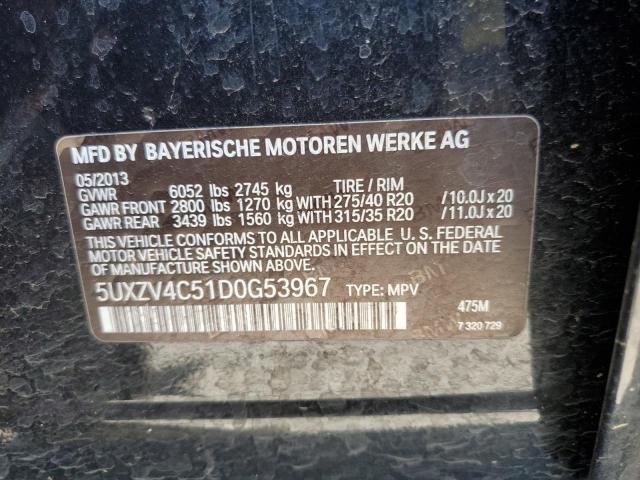 MFD BY BAYERISCHE MOTOREN WERKE AG
05/2013
GVWR 6052 lbs 2745 kg TIRE / RIM
GAWR FRONT 2800 lbs 1270 kg WITH 275/40 R20 / 10.0J x 20
GAWR REAR 3439 lbs 1560 kg WITH 315/35 R20 / 11.0J x 20
THIS VEHICLE CONFORMS TO ALL APPLICABLE U. S. FEDERAL
MOTOR VEHICLE SAFETY STANDARDS IN EFFECT ON THE DATE
OF MANUFACTURE SHOWN ABOVE.
5UXZV4C51D0G53967 TYPE: MPV
475M
7 320 729